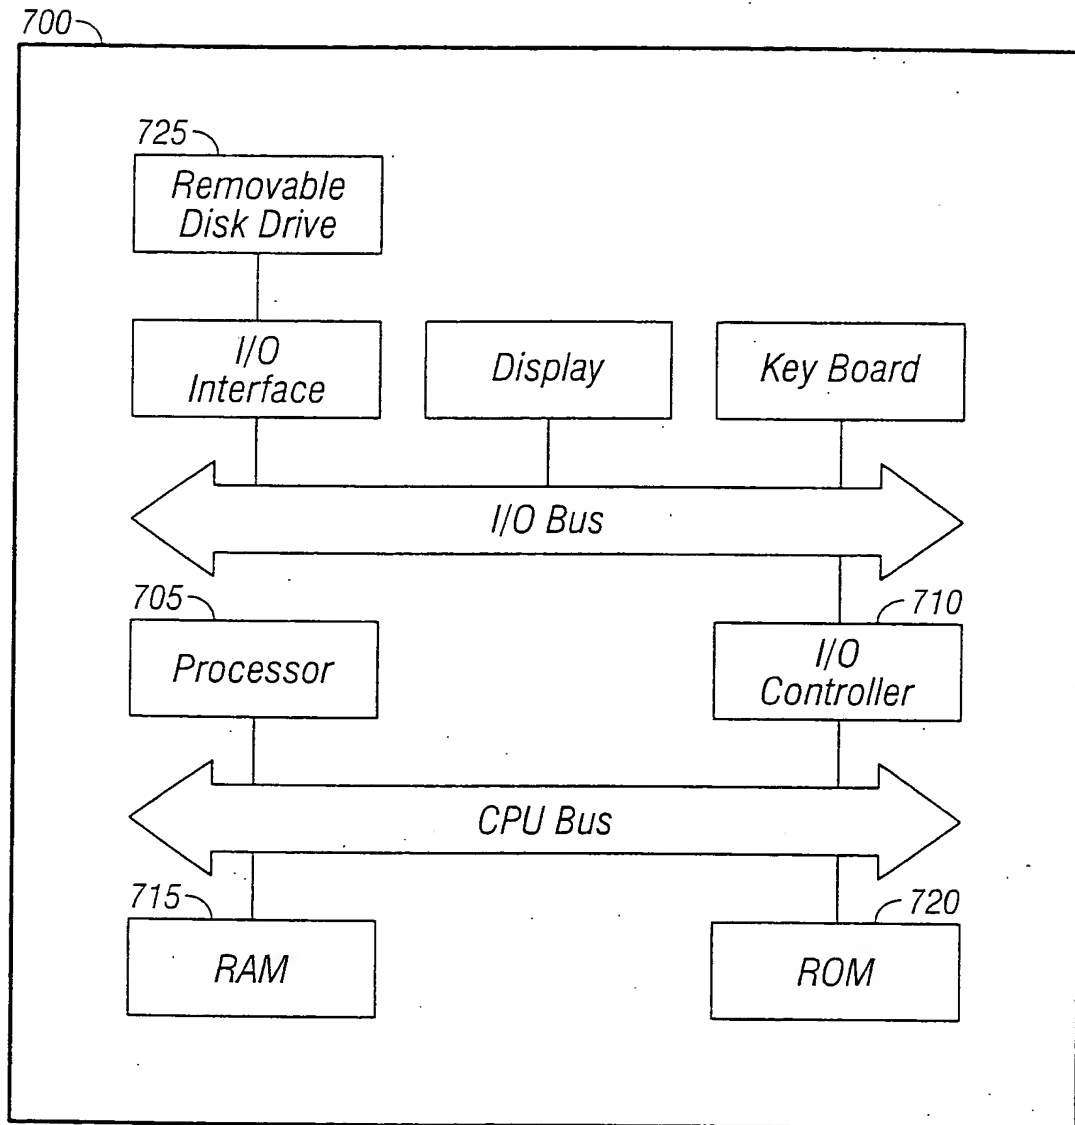 700
725
Removable
Disk Drive
I/O
Interface
Display
Key Board
I/O Bus
705
Processor
710
I/O
Controller
CPU Bus
715
RAM
720
ROM